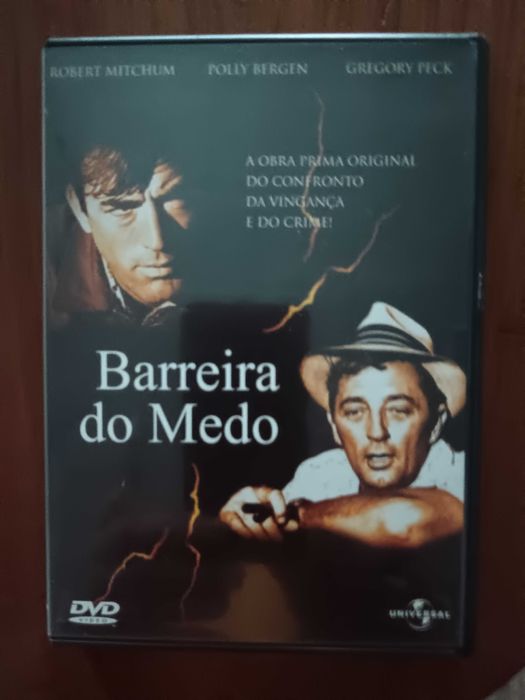 ROBERT MITCHUM POLLY BERGEN GREGORY PECK
A OBRA PRIMA ORIGINAL
DO CONFRONTO
DA VINGANÇA
E DO CRIME!
Barreira
do Medo
DVD
VIDEO
UNIVERSAL